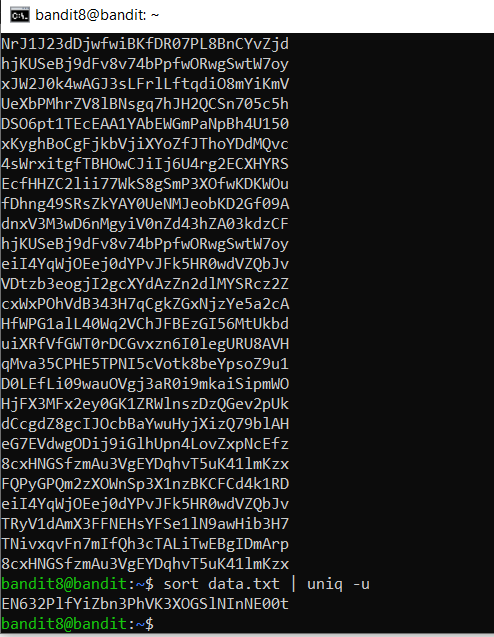 bandit8@bandit: ~
NrJ1J23dDjwfwiBKfDR07PL8BnCYvZjd
hjKUSeBj9dFv8v74bPpfwORwgSwtW7oy
xJW2J0k4wAGJ3sLFrlLftqdiO8mYiKmV
UeXbPMhrZV8lBNsgq7hJH2QCSn705c5h
DSO6pt1TEcEAA1YAbEWGmPaNpBh4U150
xKyghBoCgFjkbVjiXYoZfJThoYDdMQvc
4sWrxitgfTBHOwCJiIj6U4rg2ECXHYRS
EcfHHZC2lii77WkS8gSmP3XOfwKDKWOu
fDhng49SRsZkYAY0UeNMJeobKD2Gf09A
dnxV3M3wD6nMgyiV0nZd43hZA03kdzCF
hjKUSeBj9dFv8v74bPpfwORwgSwtW7oy
eiI4YqWjOEej0dYPvJFk5HR0wdVZQbJv
VDtzb3eogjI2gcXYdAzZn2dlMYSRcz2Z
cxWxPOhVdB343H7qCgkZGxNjzYe5a2cA
HfWPG1alL40Wq2VChJFBEzGI56MtUkbd
uiXRfVfGWT0rDCGvxzn6I0legURU8AVH
qMva35CPHE5TPNI5cVotk8beYpsoZ9u1
D0LEfLi09wauOVgj3aR0i9mkaiSipmWO
HjFX3MFx2ey0GK1ZRWlnszDzQGev2pUk
dCcgdZ8gcIJOcbBaYwuHyjXizQ79blAH
eG7EVdwgODij9iGlhUpn4LovZxpNcEfz
8cxHNGSfzmAu3VgEYDqhvT5uK41lmKzx
FQPyGPQm2zXOWnSp3X1nzBKCFCd4k1RD
eiI4YqWjOEej0dYPvJFk5HR0wdVZQbJv
TRyV1dAmX3FFNEHsYFSe1lN9awHib3H7
TNivxqvFn7mIfQh3cTALiTwEBgIDmArp
8cxHNGSfzmAu3VgEYDqhvT5uK41lmKzx
bandit8@bandit:~$ sort data.txt | uniq -u
EN632PlfYiZbn3PhVK3XOGSlNInNE00t
bandit8@bandit:~$